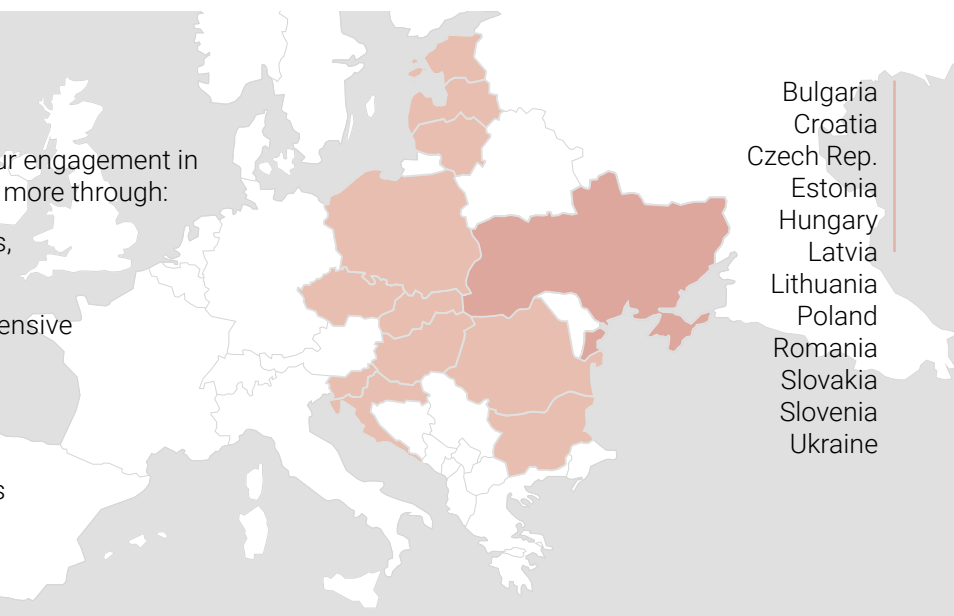 ur engagement in
more through:
s,
ensive
s
Bulgaria
Croatia
Czech Rep.
Estonia
Hungary
Latvia
Lithuania
Poland
Romania
Slovakia
Slovenia
Ukraine